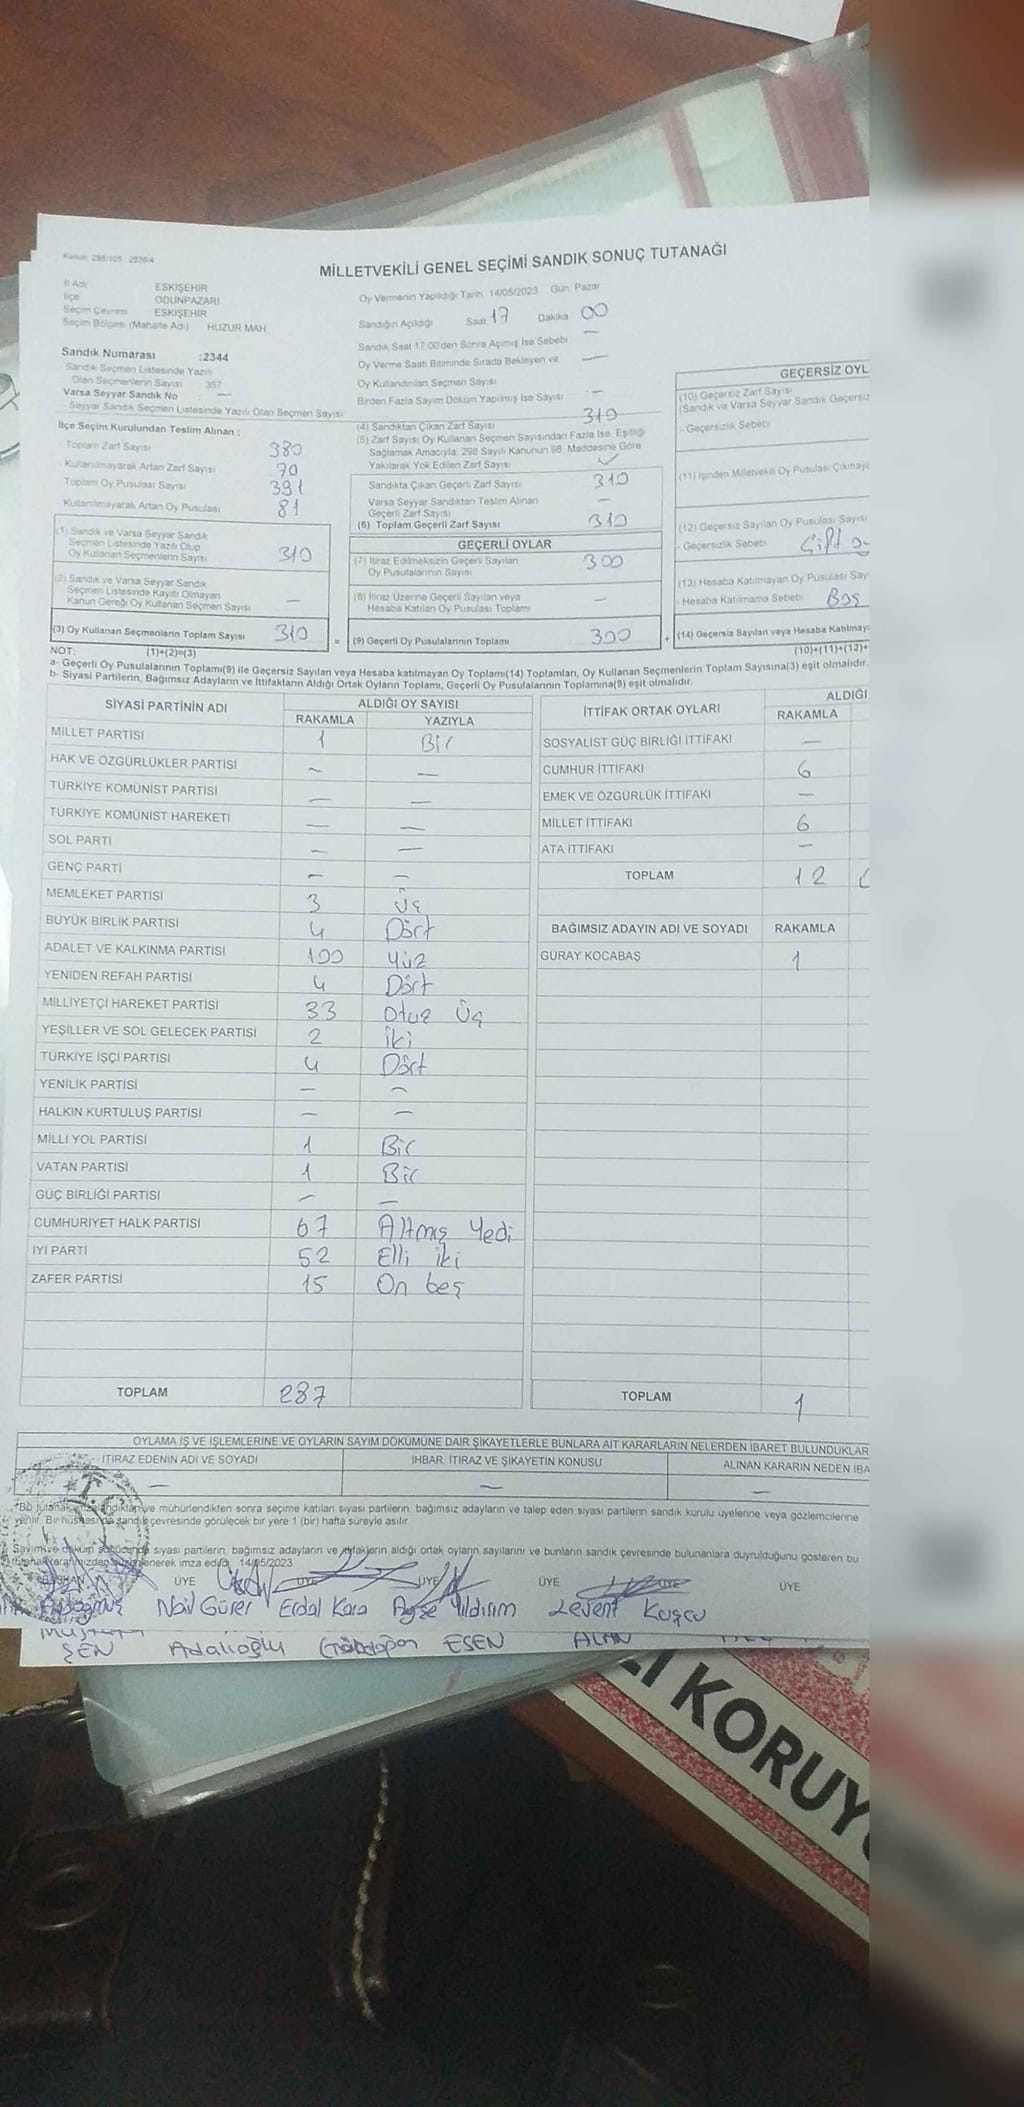 Kanun: 298/105 - 2939/4
MİLLETVEKİLİ GENEL SEÇİMİ SANDIK SONUÇ TUTANAĞI
İl Adı ESKİŞEHİR
İlçe ODUNPAZARI
Seçim Çevresi ESKİŞEHİR
Seçim Bölgesi (Mahalle Adı) HUZUR MAH
Sandık Numarası :2344
Sandık Seçmen Listesinde Yazılı
Olan Seçmenlerin Sayısı 357
Varsa Seyyar Sandık No : —
Seyyar Sandık Seçmen Listesinde Yazılı Olan Seçmen Sayısı
Oy Vermenin Yapıldığı Tarih 14/05/2023 Gün: Pazar
Sandığın Açıldığı Saat 17 Dakika 00
Sandık Saat 17:00'den Sonra Açımış İse Sebebi —
Oy Verme Saati Bitiminde Sırada Bekleyen ve —
Oy Kullandırılan Seçmen Sayısı
Birden Fazla Sayım Döküm Yapılmış İse Sayısı —
İlçe Seçim Kurulundan Teslim Alınan ;
Toplam Zarf Sayısı 380
Kullanılmayarak Artan Zarf Sayısı 70
Toplam Oy Pusulası Sayısı 391
Kullanılmayarak Artan Oy Pusulası 81
(1) Sandık ve Varsa Seyyar Sandık
Seçmen Listesinde Yazılı Olup
Oy Kullanan Seçmenlerin Sayısı 310
(2) Sandık ve Varsa Seyyar Sandık
Seçmen Listesinde Kayıtlı Olmayan
Kanun Gereği Oy Kullanan Seçmen Sayısı —
(3) Oy Kullanan Seçmenlerin Toplam Sayısı 310
(4) Sandıktan Çıkan Zarf Sayısı 310
(5) Zarf Sayısı Oy Kullanan Seçmen Sayısından Fazla İse, Eşitliği
Sağlamak Amacıyla; 298 Sayılı Kanunun 98. Maddesine Göre
Yakılarak Yok Edilen Zarf Sayısı
Sandıkta Çıkan Geçerli Zarf Sayısı 310
Varsa Seyyar Sandıktan Teslim Alınan
Geçerli Zarf Sayısı —
(6) Toplam Geçerli Zarf Sayısı 310
GEÇERLİ OYLAR
(7) İtiraz Edilmeksizin Geçerli Sayılan
Oy Pusulalarının Sayısı 300
(8) İtiraz Üzerine Geçerli Sayılan veya
Hesaba Katılan Oy Pusulası Toplamı —
= (9) Geçerli Oy Pusulalarının Toplamı 300 +
GEÇERSİZ OYL
(10) Geçersiz Zarf Sayısı
(Sandık ve Varsa Seyyar Sandık Geçersiz
- Geçersizlik Sebebi
(11) İçinden Milletvekili Oy Pusulası Çıkmaya
(12) Geçersiz Sayılan Oy Pusulası Sayısı
- Geçersizlik Sebebi Çift
(13) Hesaba Katılmayan Oy Pusulası Say
- Hesaba Katılmama Sebebi Boş
(14) Geçersiz Sayılan veya Hesaba Katılmay
NOT: (1)+(2)=(3) (10)+(11)+(12)+
a- Geçerli Oy Pusulalarının Toplamı(9) ile Geçersiz Sayılan veya Hesaba katılmayan Oy Toplamı(14) Toplamları, Oy Kullanan Seçmenlerin Toplam Sayısına(3) eşit olmalıdır.
b- Siyasi Partilerin, Bağımsız Adayların ve İttifakların Aldığı Ortak Oyların Toplamı, Geçerli Oy Pusulalarının Toplamına(9) eşit olmalıdır.
SİYASİ PARTİNİN ADI ALDIĞI OY SAYISI
RAKAMLA YAZIYLA
MİLLET PARTİSİ 1 Bir
HAK VE ÖZGÜRLÜKLER PARTİSİ — —
TÜRKİYE KOMÜNİST PARTİSİ — —
TÜRKİYE KOMÜNİST HAREKETİ — —
SOL PARTİ — —
GENÇ PARTİ — —
MEMLEKET PARTİSİ 3 Üç
BÜYÜK BİRLİK PARTİSİ 4 Dört
ADALET VE KALKINMA PARTİSİ 100 Yüz
YENİDEN REFAH PARTİSİ 4 Dört
MİLLİYETÇİ HAREKET PARTİSİ 33 Otuz Üç
YEŞİLLER VE SOL GELECEK PARTİSİ 2 İki
TÜRKİYE İŞÇİ PARTİSİ 4 Dört
YENİLİK PARTİSİ — —
HALKIN KURTULUŞ PARTİSİ — —
MİLLİ YOL PARTİSİ 1 Bir
VATAN PARTİSİ 1 Bir
GÜÇ BİRLİĞİ PARTİSİ — —
CUMHURİYET HALK PARTİSİ 67 Altmış Yedi
İYİ PARTİ 52 Elli iki
ZAFER PARTİSİ 15 On beş
TOPLAM 287
İTTİFAK ORTAK OYLARI ALDIĞI
RAKAMLA
SOSYALİST GÜÇ BİRLİĞİ İTTİFAKI —
CUMHUR İTTİFAKI 6
EMEK VE ÖZGÜRLÜK İTTİFAKI —
MİLLET İTTİFAKI 6
ATA İTTİFAKI —
TOPLAM 12
BAĞIMSIZ ADAYIN ADI VE SOYADI RAKAMLA
GÜRAY KOCABAŞ 1
TOPLAM 1
OYLAMA İŞ VE İŞLEMLERİNE VE OYLARIN SAYIM DÖKÜMÜNE DAİR ŞİKAYETLERLE BUNLARA AİT KARARLARIN NELERDEN İBARET BULUNDUKLAR
İTİRAZ EDENİN ADI VE SOYADI İHBAR, İTİRAZ VE ŞİKAYETİN KONUSU ALINAN KARARIN NEDEN İBA
— — —
T.C.
siyasi partilerin, bağımsız adayların ve talep eden siyasi partilerin sandık kurulu üyelerine veya gözlemcilerine
verilir. Bir çevresinde görülecek bir yere 1 (bir) hafta süreyle asılır
siyasi partilerin, bağımsız adayların ve ittifakların aldığı ortak oyların sayılarını ve bunların sandık çevresinde bulunanlara duyrulduğunu gösteren bu
14/05/2023
BAŞKAN ÜYE ÜYE ÜYE ÜYE ÜYE ÜYE
Nail Gürer Erdal Kara Ayşe Yıldırım Levent Kuşcu
ŞEN ESEN ALAN
KORUY